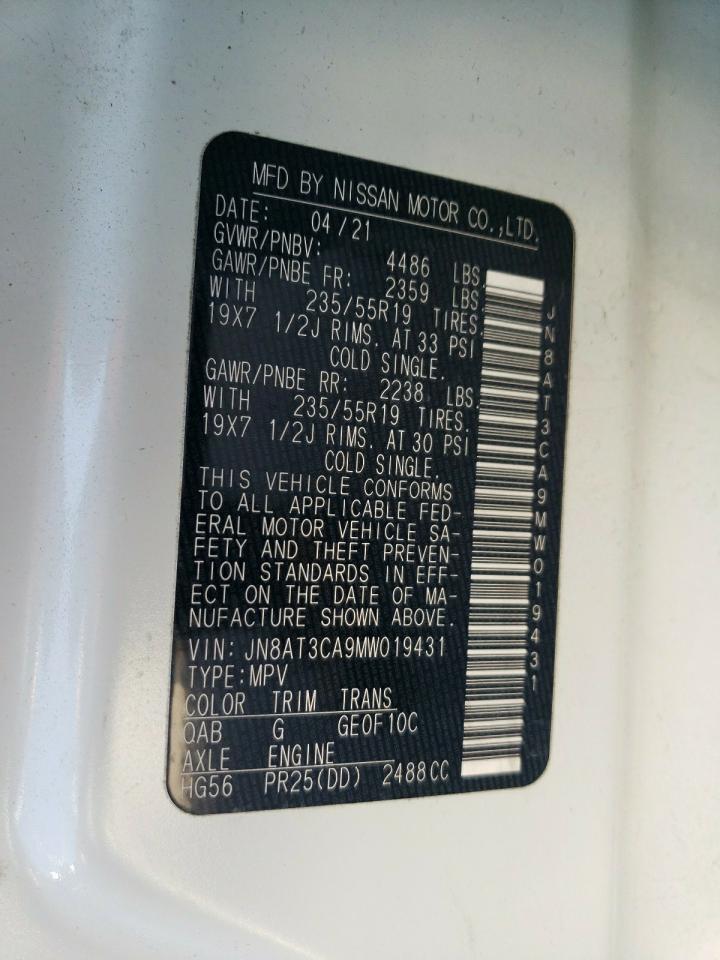 MFD BY NISSAN MOTOR CO.,LTD.
DATE: 04/21
GVWR/PNBV: 4486 LBS.
GAWR/PNBE FR: 2359 LBS.
WITH 235/55R19 TIRES.
19X7 1/2J RIMS. AT 33 PSI
COLD SINGLE.
GAWR/PNBE RR: 2238 LBS.
WITH 235/55R19 TIRES.
19X7 1/2J RIMS. AT 30 PSI
COLD SINGLE.
THIS VEHICLE CONFORMS
TO ALL APPLICABLE FED-
ERAL MOTOR VEHICLE SA-
FETY AND THEFT PREVEN-
TION STANDARDS IN EFF-
ECT ON THE DATE OF MA-
NUFACTURE SHOWN ABOVE.
VIN: JN8AT3CA9MW019431
TYPE:MPV
COLOR TRIM TRANS
QAB G GE0F10C
AXLE ENGINE
HG56 PR25(DD) 2488CC
JN8AT3CA9MW019431